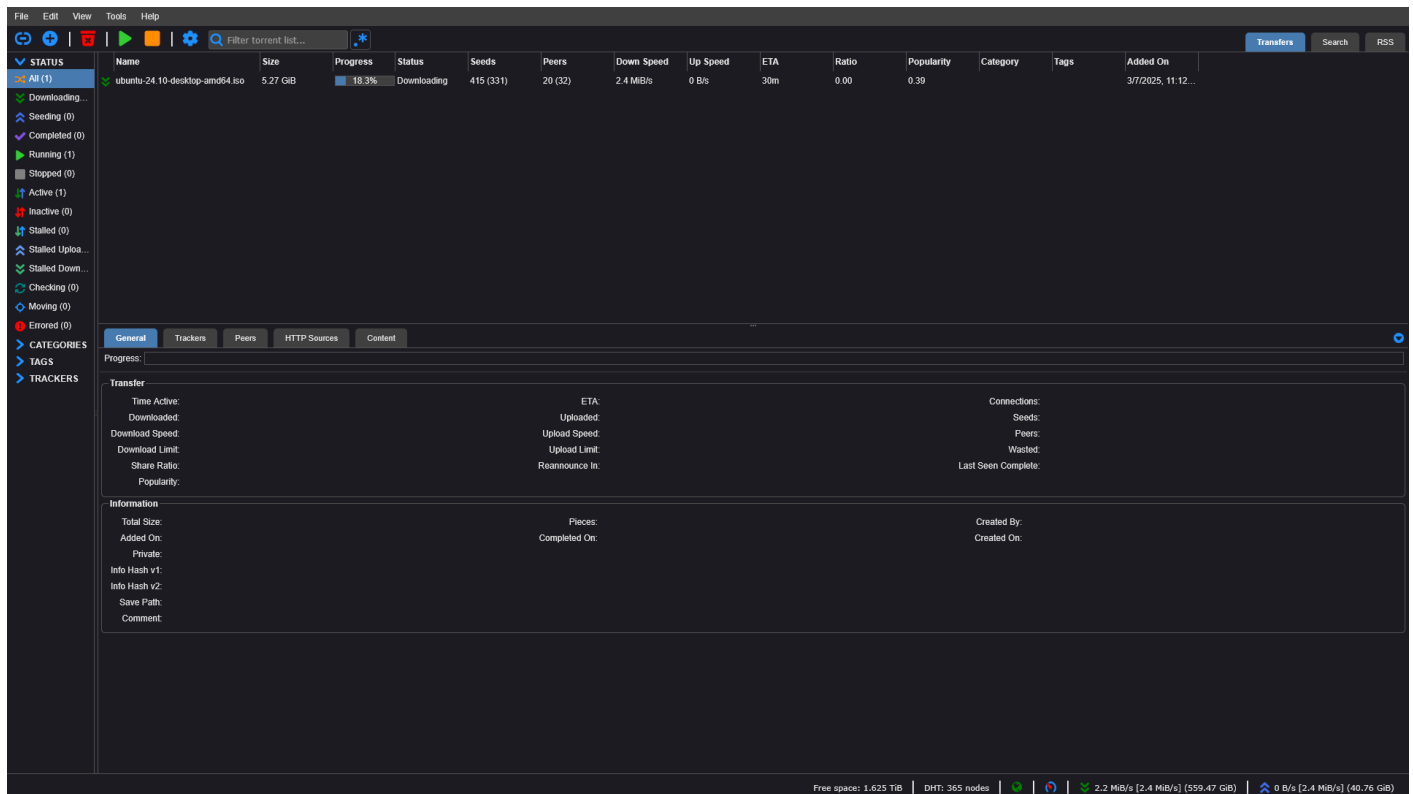 File Edit View Tools Help
Filter torrent list... .*
Transfers Search RSS
STATUS
All (1)
Downloading...
Seeding (0)
Completed (0)
Running (1)
Stopped (0)
Active (1)
Inactive (0)
Stalled (0)
Stalled Uploa...
Stalled Down...
Checking (0)
Moving (0)
Errored (0)
CATEGORIES
TAGS
TRACKERS
Name Size Progress Status Seeds Peers Down Speed Up Speed ETA Ratio Popularity Category Tags Added On
ubuntu-24.10-desktop-amd64.iso 5.27 GiB 18.3% Downloading 415 (331) 20 (32) 2.4 MiB/s 0 B/s 30m 0.00 0.39 3/7/2025, 11:12...
General Trackers Peers HTTP Sources Content
Progress:
Transfer
Time Active: ETA: Connections:
Downloaded: Uploaded: Seeds:
Download Speed: Upload Speed: Peers:
Download Limit: Upload Limit: Wasted:
Share Ratio: Reannounce In: Last Seen Complete:
Popularity:
Information
Total Size: Pieces: Created By:
Added On: Completed On: Created On:
Private:
Info Hash v1:
Info Hash v2:
Save Path:
Comment:
Free space: 1.625 TiB DHT: 365 nodes 2.2 MiB/s [2.4 MiB/s] (559.47 GiB) 0 B/s [2.4 MiB/s] (40.76 GiB)